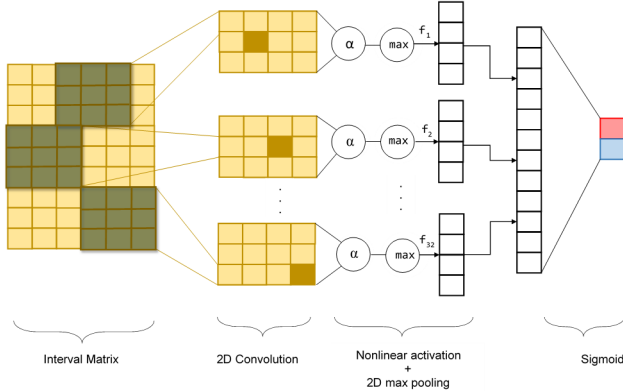 α
max
f1
α
max
f2
α
max
f32
Interval Matrix
2D Convolution
Nonlinear activation
+
2D max pooling
Sigmoid